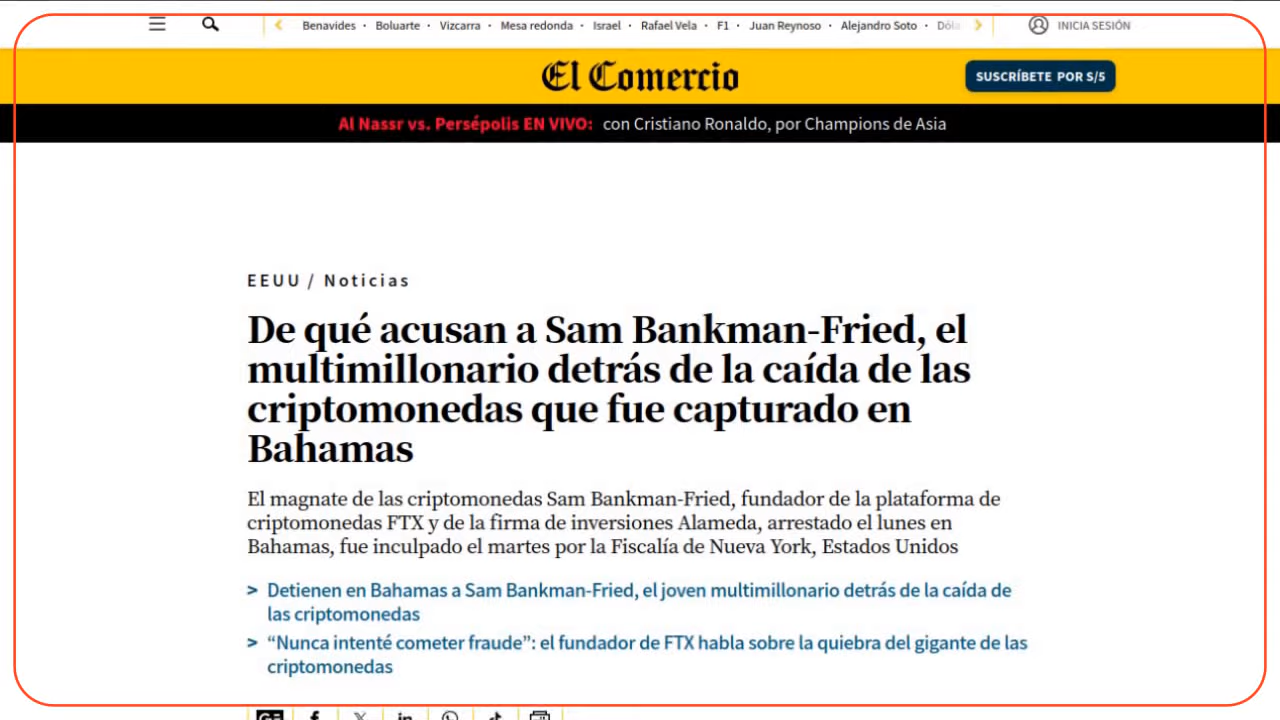 Benavides · Boluarte · Vizcarra · Mesa redonda · Israel · Rafael Vela · F1 · Juan Reynoso · Alejandro Soto ·
INICIA SESIÓN
El Comercio
SUSCRÍBETE POR S/5
Al Nassr vs. Persépolis EN VIVO: con Cristiano Ronaldo, por Champions de Asia
EEUU / Noticias
De qué acusan a Sam Bankman-Fried, el
multimillonario detrás de la caída de las
criptomonedas que fue capturado en
Bahamas
El magnate de las criptomonedas Sam Bankman-Fried, fundador de la plataforma de
criptomonedas FTX y de la firma de inversiones Alameda, arrestado el lunes en
Bahamas, fue inculpado el martes por la Fiscalía de Nueva York, Estados Unidos
> Detienen en Bahamas a Sam Bankman-Fried, el joven multimillonario detrás de la caída de
las criptomonedas
> “Nunca intenté cometer fraude”: el fundador de FTX habla sobre la quiebra del gigante de las
criptomonedas